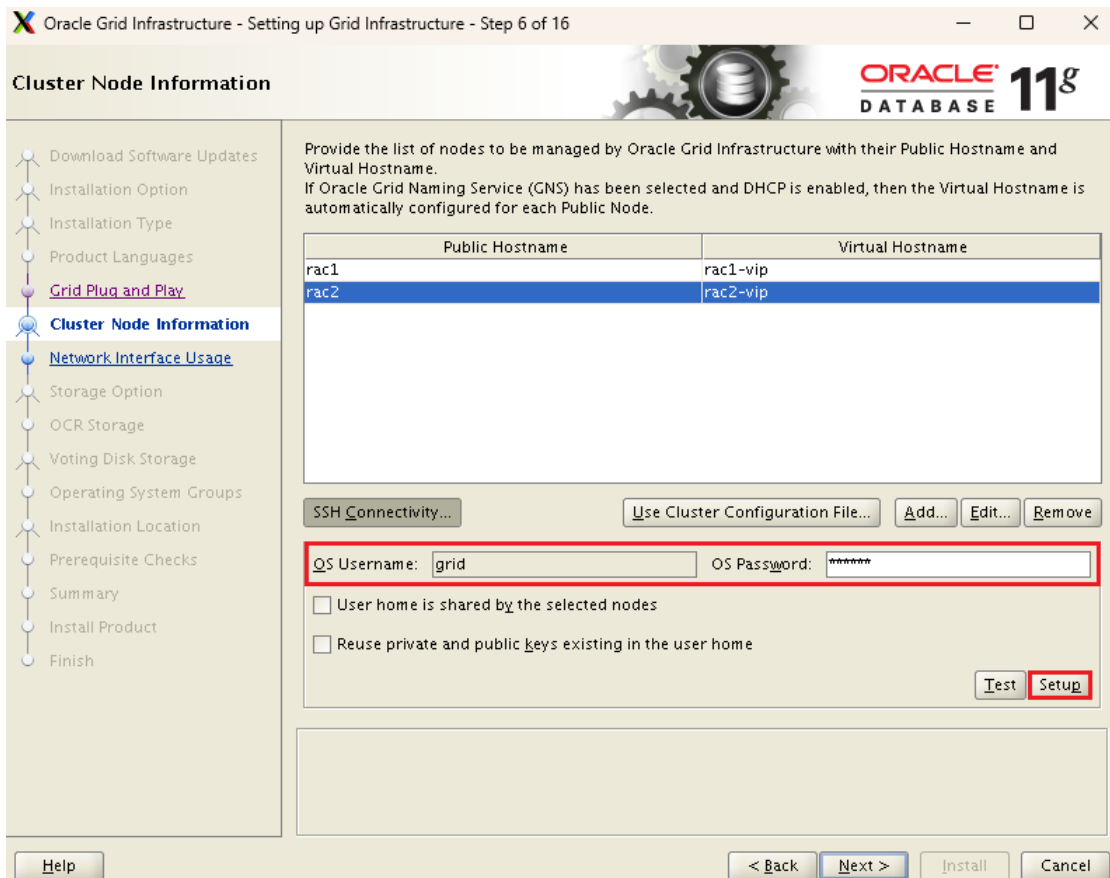 Oracle Grid Infrastructure - Setting up Grid Infrastructure - Step 6 of 16
Cluster Node Information
ORACLE
DATABASE
11g
Download Software Updates
Installation Option
Installation Type
Product Languages
Grid Plug and Play
Cluster Node Information
Network Interface Usage
Storage Option
OCR Storage
Voting Disk Storage
Operating System Groups
Installation Location
Prerequisite Checks
Summary
Install Product
Finish
Provide the list of nodes to be managed by Oracle Grid Infrastructure with their Public Hostname and
Virtual Hostname.
If Oracle Grid Naming Service (GNS) has been selected and DHCP is enabled, then the Virtual Hostname is
automatically configured for each Public Node.
Public Hostname Virtual Hostname
rac1 rac1-vip
rac2 rac2-vip
SSH Connectivity... Use Cluster Configuration File... Add... Edit... Remove
OS Username: grid OS Password: ******
User home is shared by the selected nodes
Reuse private and public keys existing in the user home
Test Setup
Help < Back Next > Install Cancel